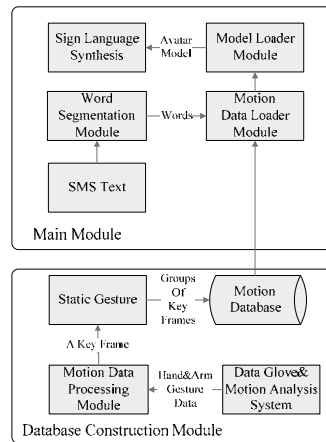 Sign Language
Synthesis
Avatar
Model
Model Loader
Module
Word
Segmentation
Module
Words
Motion
Data Loader
Module
SMS Text
Main Module
Static Gesture
Groups
Of
Key
Frames
Motion
Database
A Key Frame
Motion Data
Processing
Module
Hand&Arm
Gesture
Data
Data Glove&
Motion Analysis
System
Database Construction Module